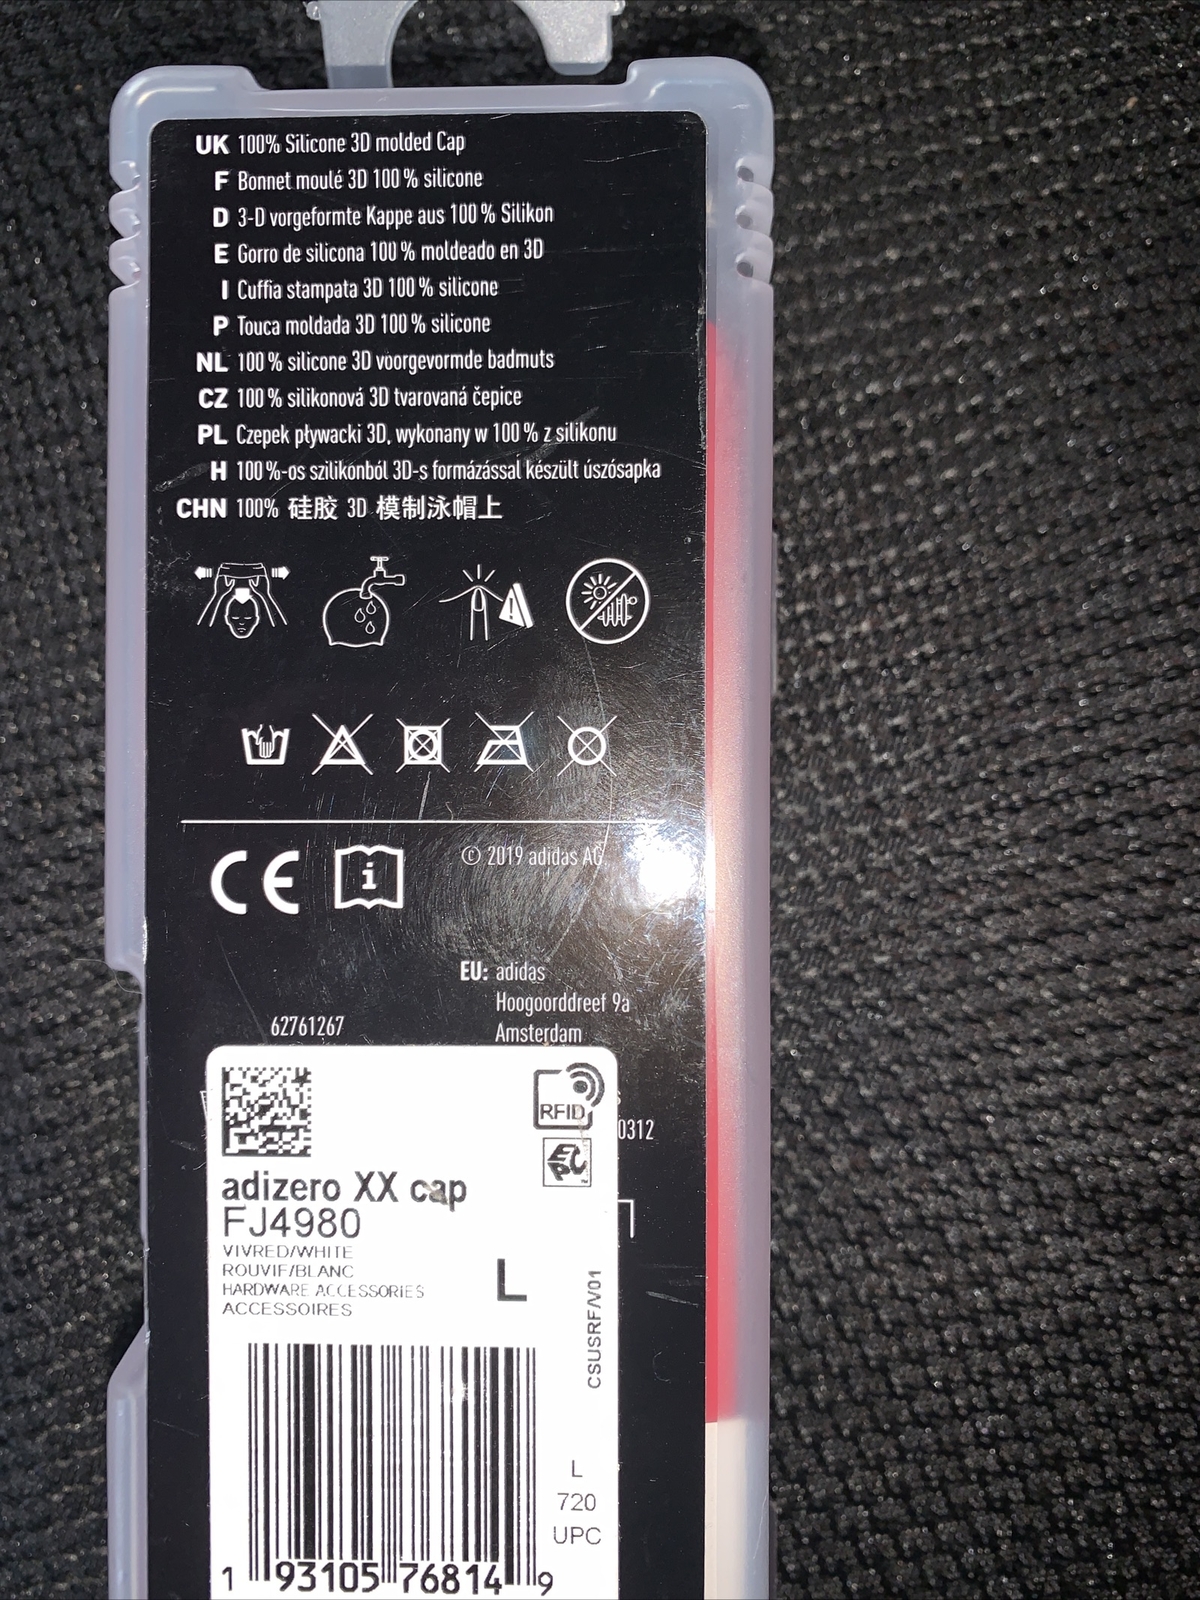 UK 100% Silicone 3D molded Cap
F Bonnet moulé 3D 100 % silicone
D 3-D vorgeformte Kappe aus 100 % Silikon
E Gorro de silicona 100 % moldeado en 3D
I Cuffia stampata 3D 100 % silicone
P Touca moldada 3D 100 % silicone
NL 100 % silicone 3D voorgevormde badmuts
CZ 100 % silikonová 3D tvarovaná čepice
PL Czepek pływacki 3D, wykonany w 100 % z silikonu
H 100 %-os szilikonból 3D-s formázással készült úszósapka
CHN 100% 硅胶 3D 模制泳帽上
CE i
© 2019 adidas AG
EU: adidas
Hoogoorddreef 9a
Amsterdam
62761267
RFID
s
0312
EPC
adizero XX cap
FJ4980
VIVRED/WHITE
ROUVIF/BLANC
HARDWARE ACCESSORIES
ACCESSOIRES
L
CSUSRF/V01
L
720
UPC
1 93105 76814 9